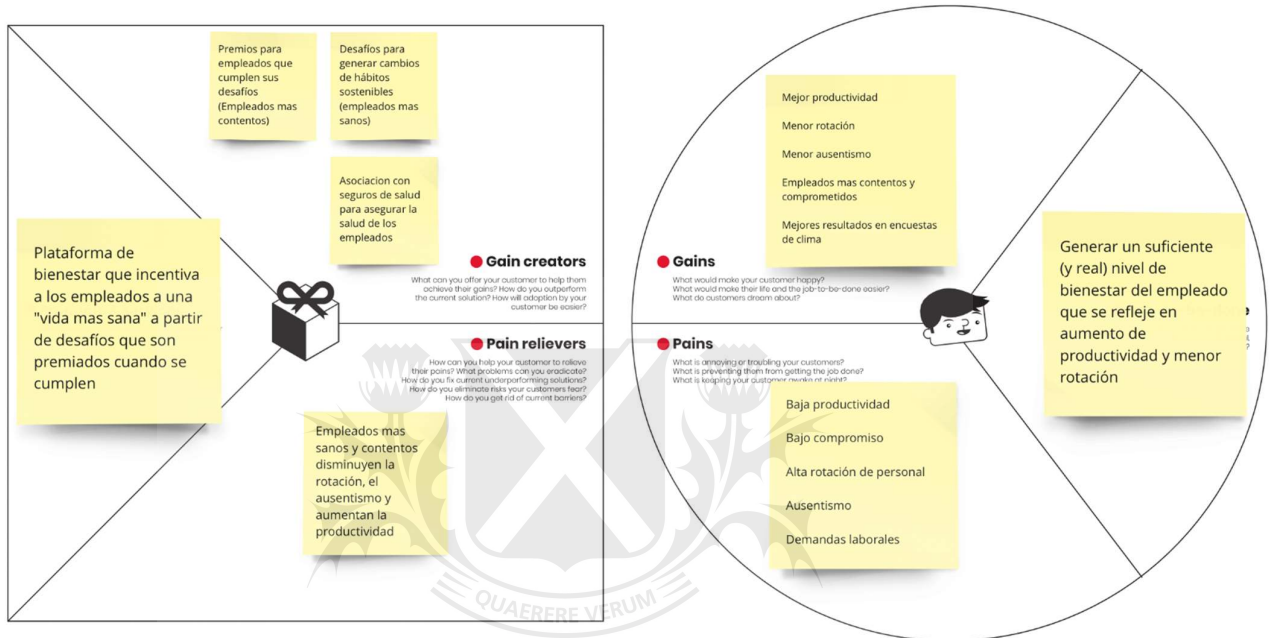 Premios para
empleados que
cumplen sus
desafíos
(Empleados mas
contentos)
Desafíos para
generar cambios
de hábitos
sostenibles
(empleados mas
sanos)
Asociacion con
seguros de salud
para asegurar la
salud de los
empleados
Plataforma de
bienestar que incentiva
a los empleados a una
"vida mas sana" a partir
de desafíos que son
premiados cuando se
cumplen
Gain creators
What can you offer your customer to help them
achieve their gains? How do you outperform
the current solution? How will adoption by your
customer be easier?
Pain relievers
How can you help your customer to relieve
their pains? What problems can you eradicate?
How do you fix current underperforming solutions?
How do you eliminate risks your customers fear?
How do you get rid of current barriers?
Empleados mas
sanos y contentos
disminuyen la
rotación, el
ausentismo y
aumentan la
productividad
Mejor productividad
Menor rotación
Menor ausentismo
Empleados mas contentos y
comprometidos
Mejores resultados en encuestas
de clima
Gains
What would make your customer happy?
What would make their life and the job-to-be-done easier?
What do customers dream about?
Pains
What is annoying or troubling your customers?
What is preventing them from getting the job done?
What is keeping your customer awake at night?
Baja productividad
Bajo compromiso
Alta rotación de personal
Ausentismo
Demandas laborales
Generar un suficiente
(y real) nivel de
bienestar del empleado
que se refleje en
aumento de
productividad y menor
rotación
QUAERERE VERUM